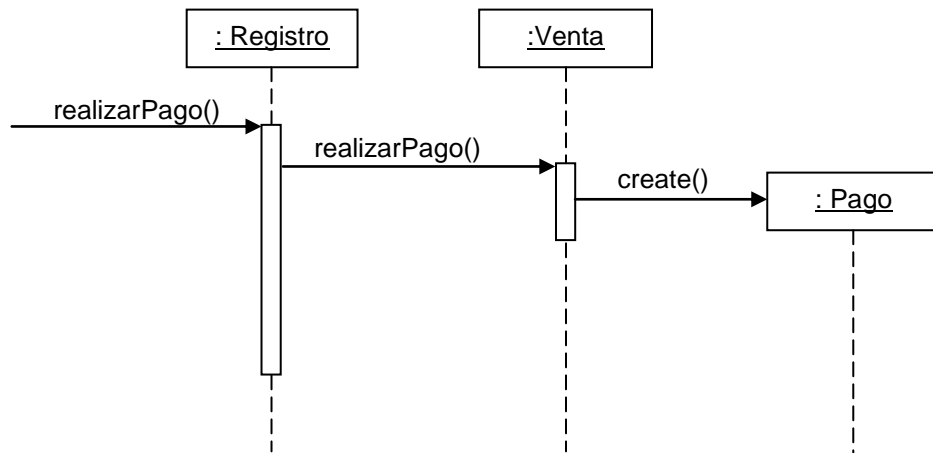 : Registro
:Venta
realizarPago()
realizarPago()
create()
: Pago